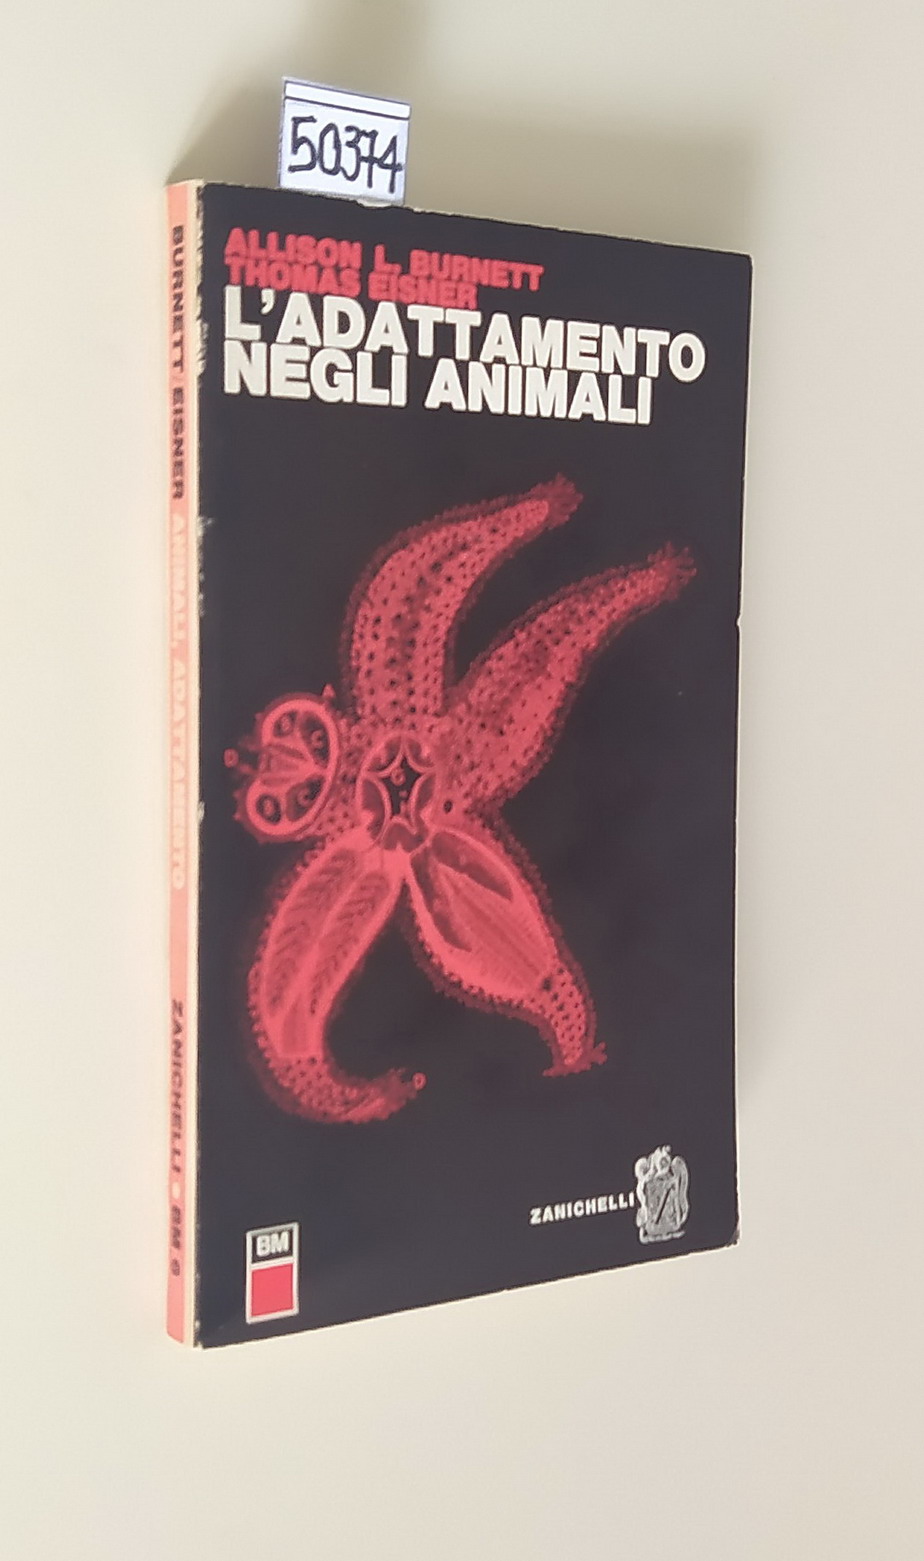 50374
ALLISON L. BURNETT
THOMAS EISNER
L'ADATTAMENTO
NEGLI ANIMALI
ZANICHELLI
BM
BURNETT / EISNER ANIMALI, ADATTAMENTO ZANICHELLI • BM 6